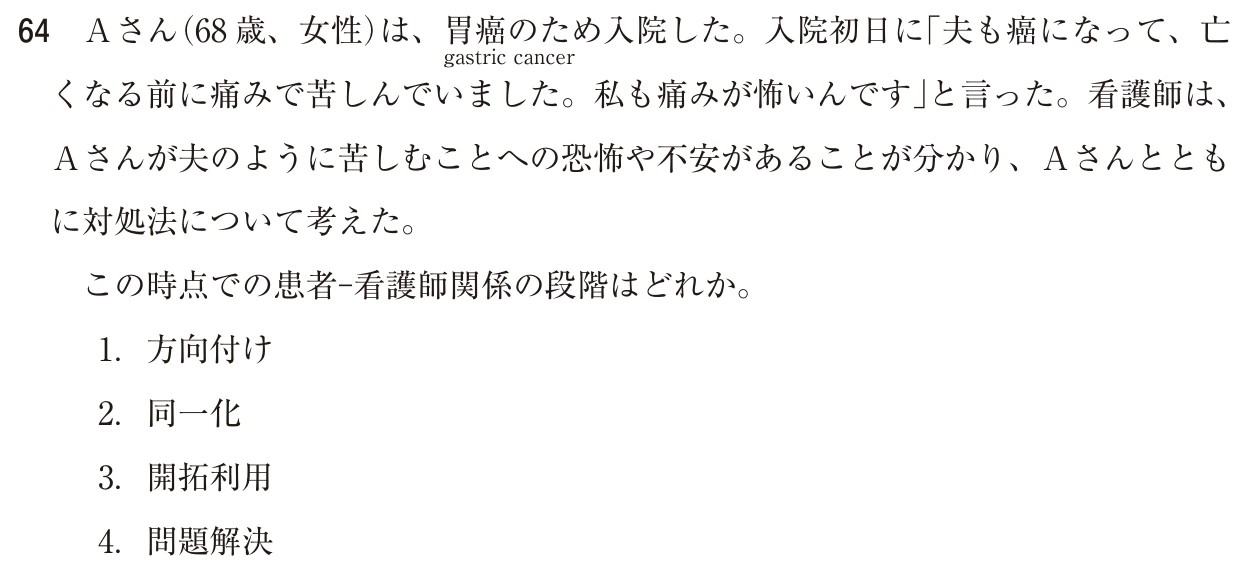 64 Aさん(68歳、女性)は、胃癌のため入院した。入院初日に「夫も癌になって、亡
gastric cancer
くなる前に痛みで苦しんでいました。私も痛みが怖いんです」と言った。看護師は、
Aさんが夫のように苦しむことへの恐怖や不安があることが分かり、Aさんととも
に対処法について考えた。
この時点での患者-看護師関係の段階はどれか。
1. 方向付け
2. 同一化
3. 開拓利用
4. 問題解決